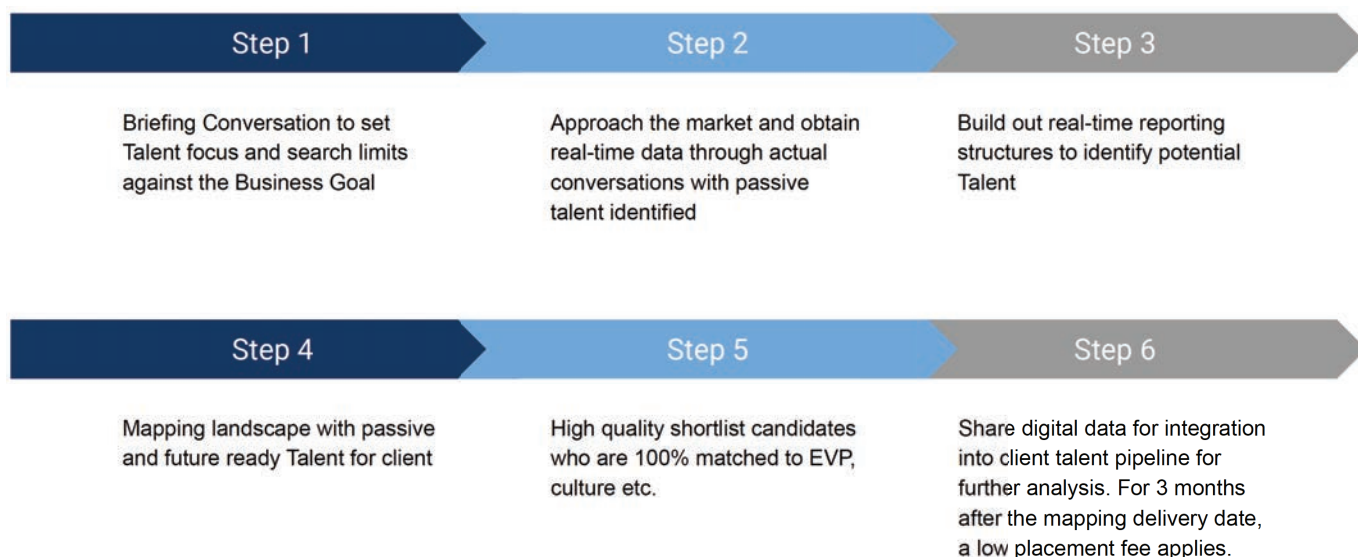 Step 1
Step 2
Step 3
Briefing Conversation to set
Talent focus and search limits
against the Business Goal
Approach the market and obtain
real-time data through actual
conversations with passive
talent identified
Build out real-time reporting
structures to identify potential
Talent
Step 4
Step 5
Step 6
Mapping landscape with passive
and future ready Talent for client
High quality shortlist candidates
who are 100% matched to EVP,
culture etc.
Share digital data for integration
into client talent pipeline for
further analysis. For 3 months
after the mapping delivery date,
a low placement fee applies.